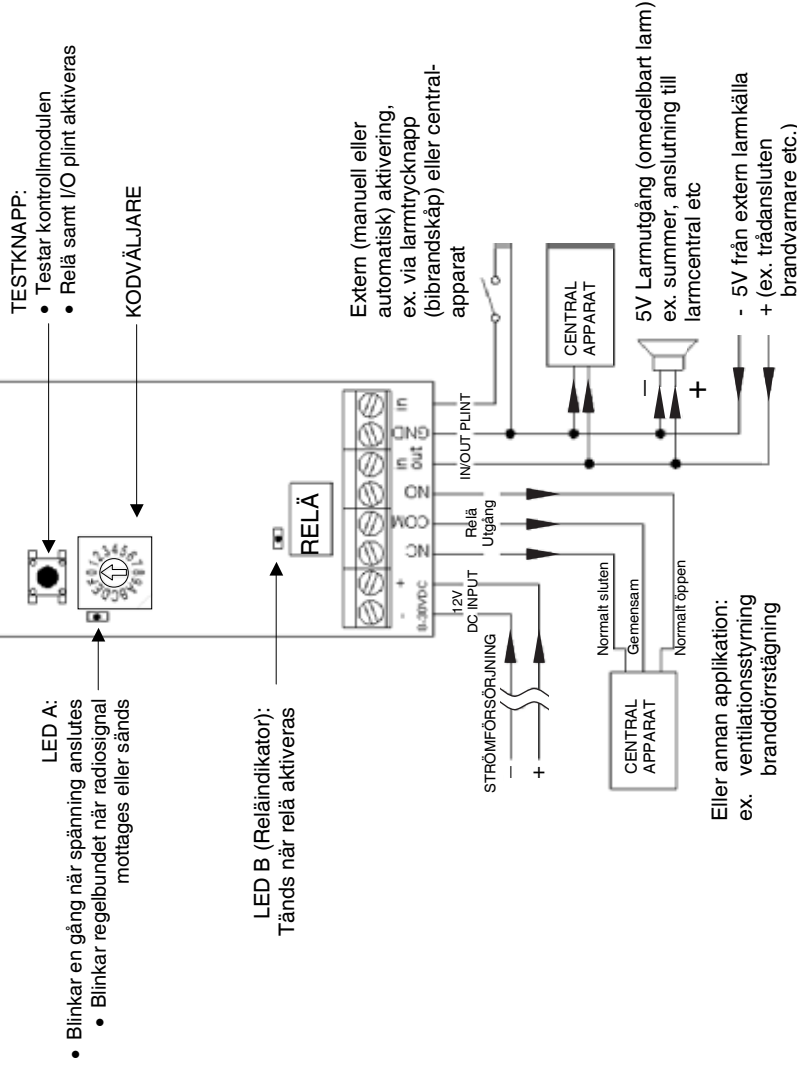 TESTKNAPP:
• Testar kontrollmodulen
• Relä samt I/O plint aktiveras
KODVÄLJARE
LED A:
• Blinkar en gång när spänning anslutes
• Blinkar regelbundet när radiosignal
mottages eller sänds
0123456789ABCDEF
LED B (Reläindikator):
Tänds när relä aktiveras
RELÄ
- + NC COM NO in out GND in
8-30VDC
12V
DC INPUT
Relä
Utgång
IN/OUT PLINT
STRÖMFÖRSÖRJNING
–
+
Normalt sluten
Gemensam
Normalt öppen
CENTRAL
APPARAT
Eller annan applikation:
ex. ventilationsstyrning
branddörrstägning
Extern (manuell eller
automatisk) aktivering,
ex. via larmtrycknapp
(bibrandskåp) eller central-
apparat
CENTRAL
APPARAT
–
+
5V Larmutgång (omedelbart larm)
ex. summer, anslutning till
larmcentral etc
- 5V från extern larmkälla
+ (ex. trådansluten
brandvarnare etc.)